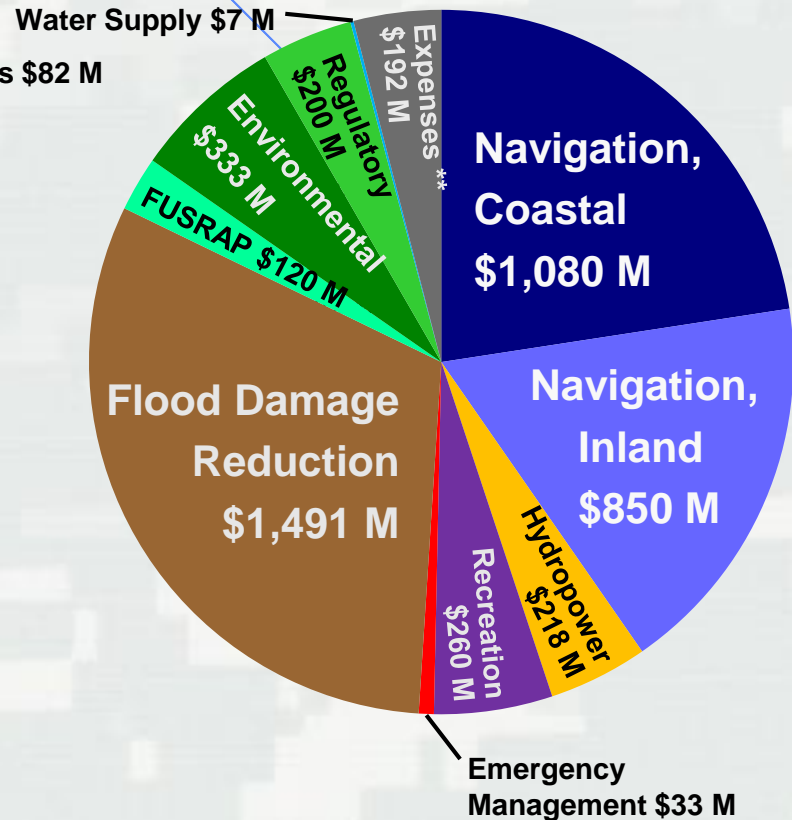 Water Supply $7 M
s $82 M
Expenses **
$192 M
Regulatory
$200 M
Environmental
$333 M
FUSRAP $120 M
Navigation,
Coastal
$1,080 M
Navigation,
Inland
$850 M
Flood Damage
Reduction
$1,491 M
Hydropower
$218 M
Recreation
$260 M
Emergency
Management $33 M